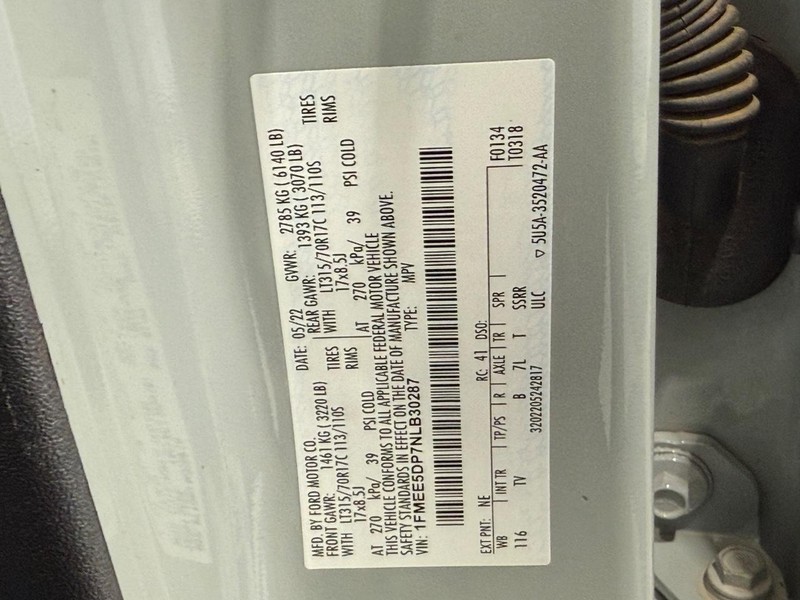 MFD. BY FORD MOTOR CO.
DATE: 05/22 GVWR: 2785 KG ( 6140 LB)
FRONT GAWR: 1461 KG ( 3220 LB)
REAR GAWR: 1393 KG ( 3070 LB)
WITH LT315/70R17C 113/110S TIRES
WITH LT315/70R17C 113/110S TIRES
17x8.5J RIMS
17x8.5J RIMS
AT 270 kPa/ 39 PSI COLD
AT 270 kPa/ 39 PSI COLD
THIS VEHICLE CONFORMS TO ALL APPLICABLE FEDERAL MOTOR VEHICLE
SAFETY STANDARDS IN EFFECT ON THE DATE OF MANUFACTURE SHOWN ABOVE.
VIN: 1FMEE5DP7NLB30287 TYPE: MPV
EXT PNT: NE RC: 41 DSO: F0134
WB INT TR TP/PS R AXLE TR SPR T0318
116 TV B 7L T SSRR
ULC
3202205242817
▽ 5U5A-3520472-AA